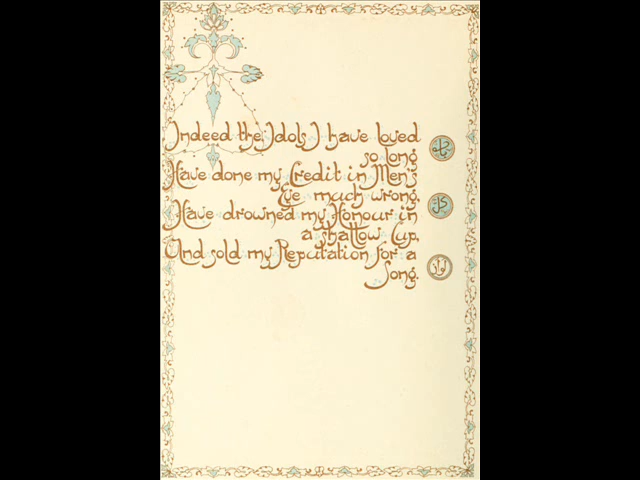 Indeed the Idols I have loved
so long
Have done my Credit in Men's
Eye much wrong,
Have drowned my Honour in
a shallow Cup,
And sold my Reputation for a
Song.